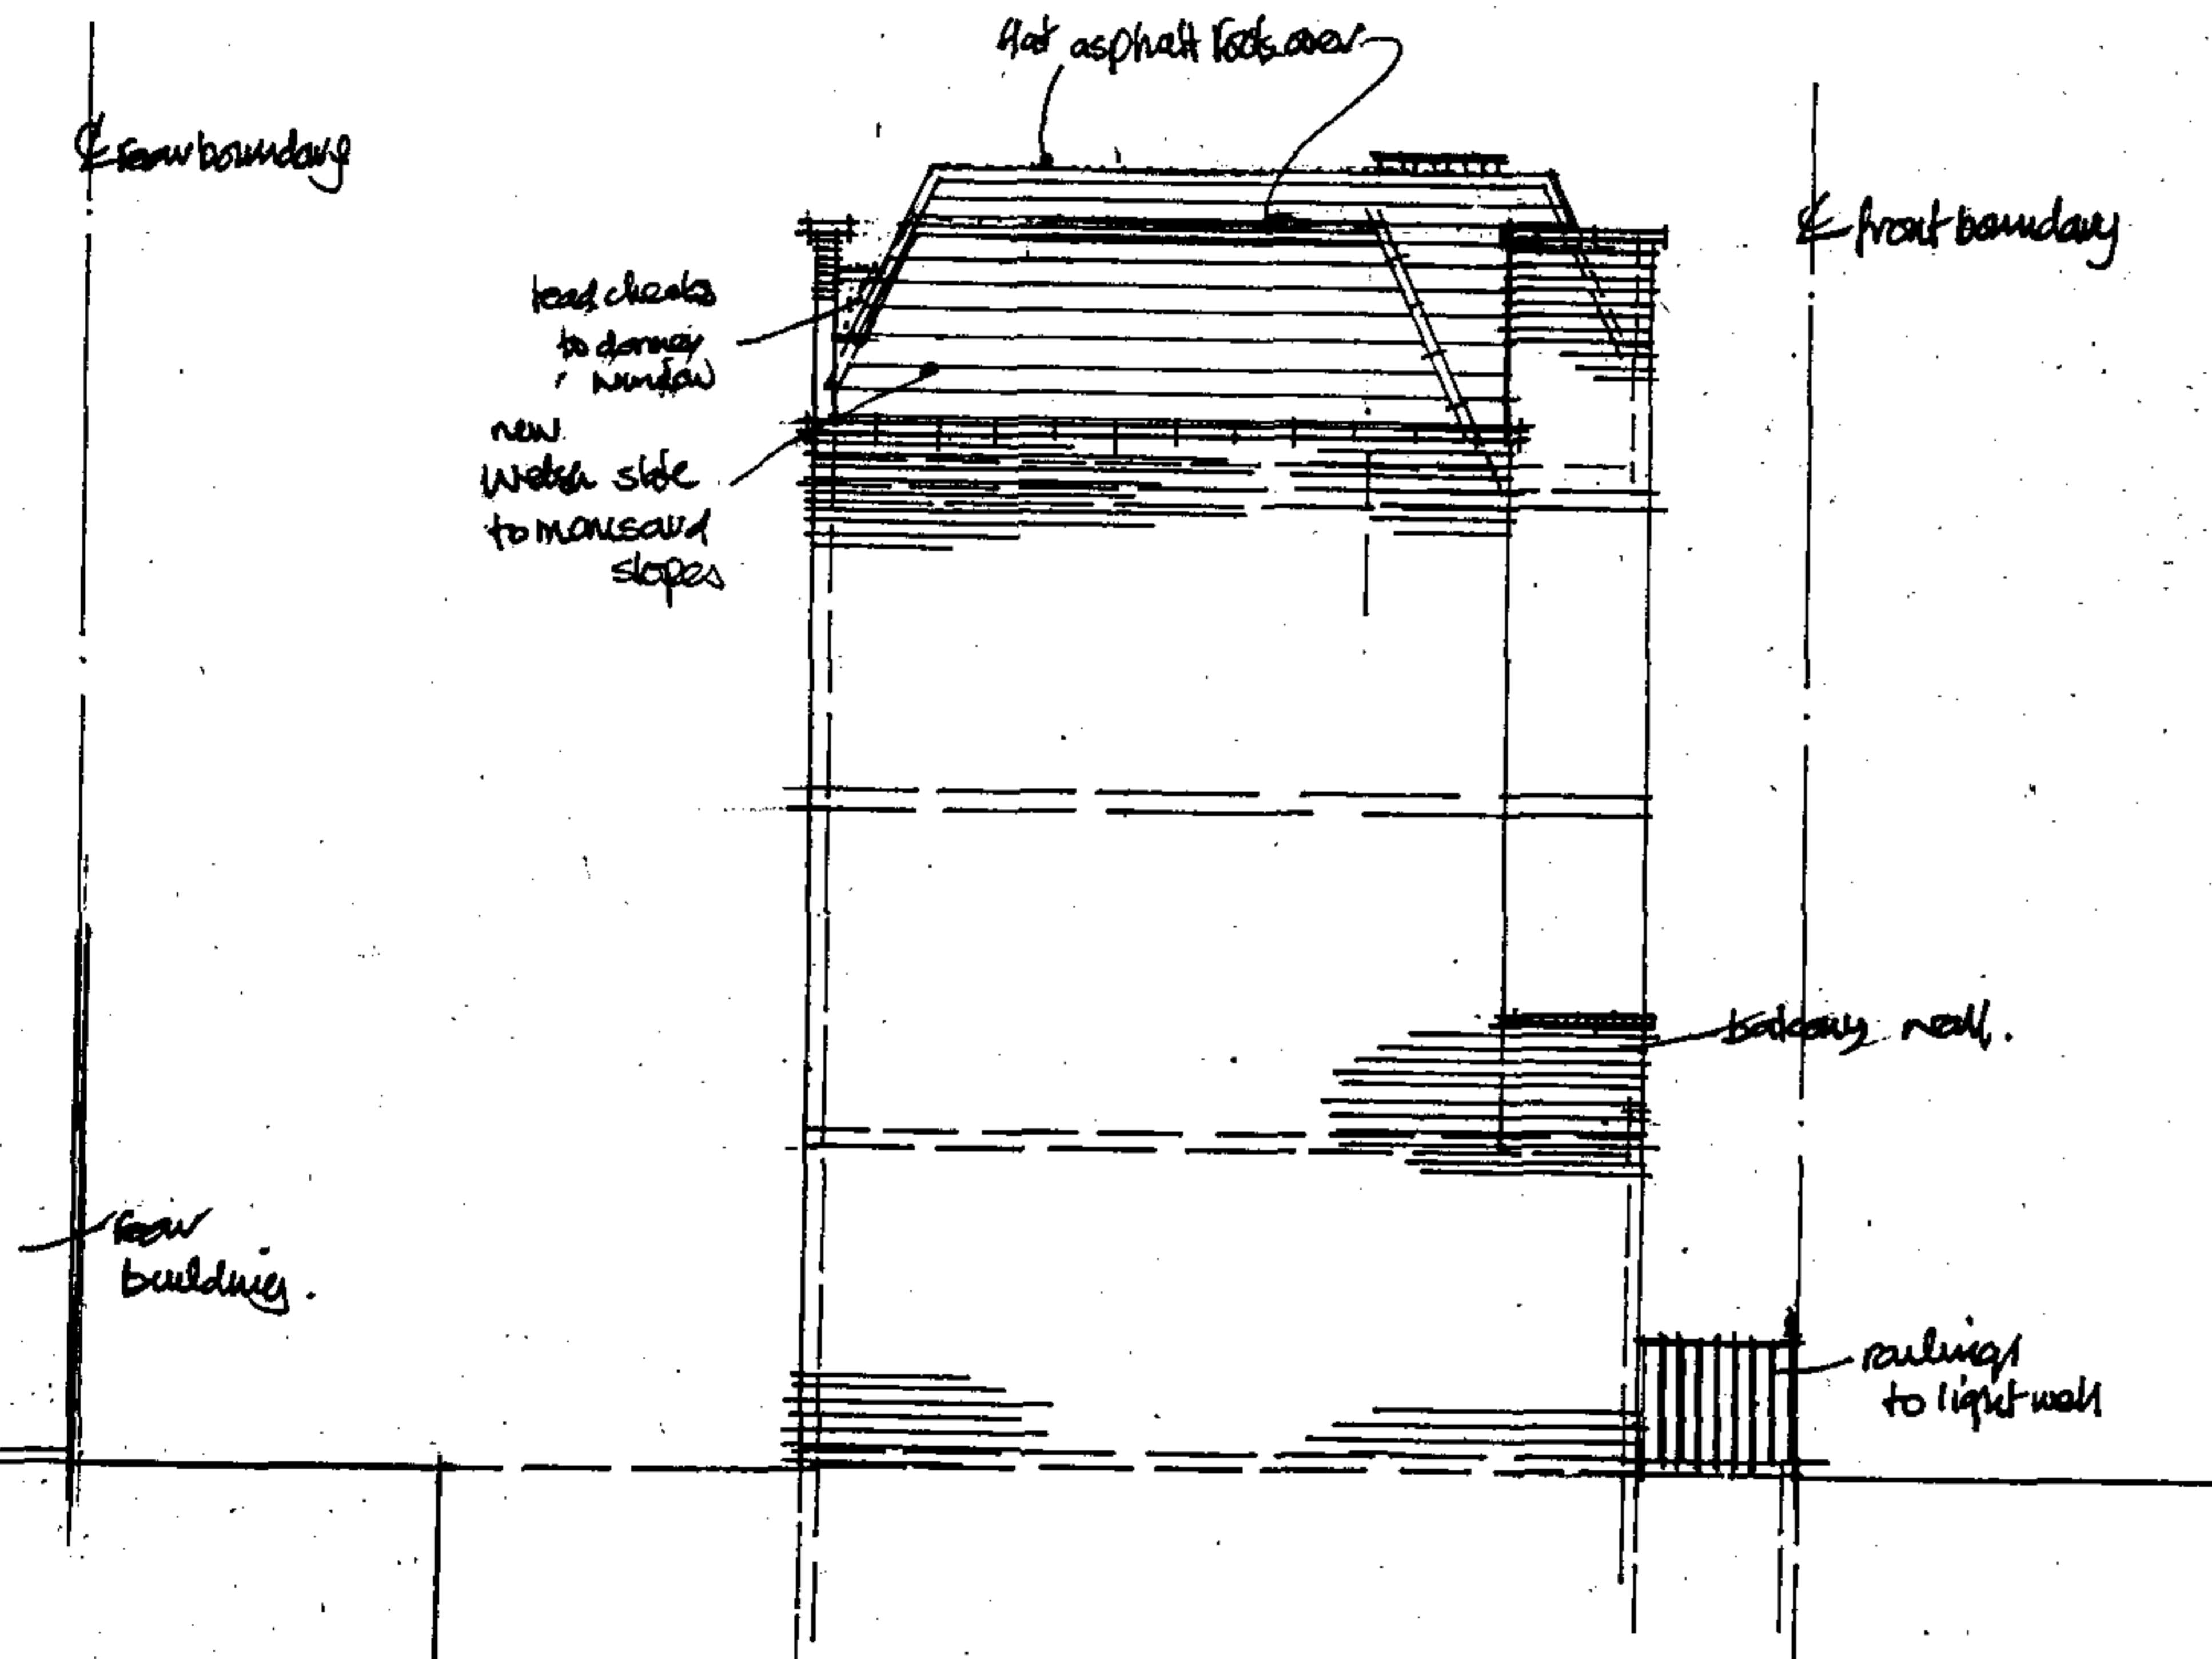 flat asphalt roofs over
℄ rear boundary
℄ front boundary
lead cheeks
to dormer
window
new
Welsh slate
to mansard
slopes
balcony wall.
rear
building.
railings
to light well